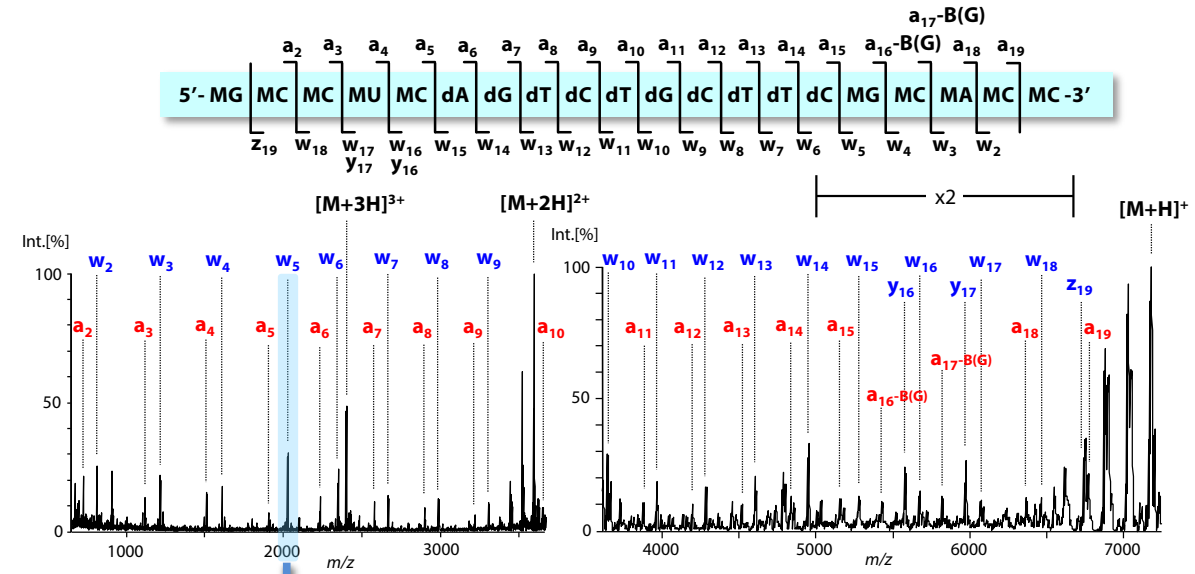 a17-B(G)
a2 a3 a4 a5 a6 a7 a8 a9 a10 a11 a12 a13 a14 a15 a16-B(G) a18 a19
5′- MG MC MC MU MC dA dG dT dC dT dG dC dT dT dC MG MC MA MC MC -3′
z19 w18 w17 w16 w15 w14 w13 w12 w11 w10 w9 w8 w7 w6 w5 w4 w3 w2
y17 y16
x2
[M+3H]3+ [M+2H]2+ [M+H]+
Int.[%] Int.[%]
w2 w3 w4 w5 w6 w7 w8 w9 w10 w11 w12 w13 w14 w15 w16 w17 w18
100 100
y16 y17 z19
a2 a3 a4 a5 a6 a7 a8 a9 a10 a11 a12 a13 a14 a15 a18 a19
a17-B(G)
50 50
a16-B(G)
0 0
1000 2000 3000 4000 5000 6000 7000
m/z m/z